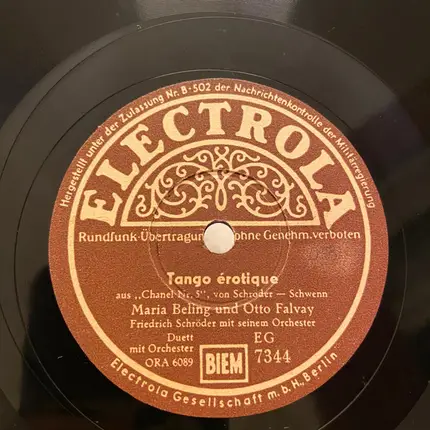 Hergestellt unter der Zulassung Nr. B-502 der Nachrichtenkontrolle der Militärregierung
ELECTROLA
Rundfunk-Übertragung ohne Genehm. verboten
Tango érotique
aus „Chanel Nr. 5", von Schröder — Schwenn
Maria Beling und Otto Falvay
Friedrich Schröder mit seinem Orchester
Duett
mit Orchester
ORA 6089
BIEM
EG
7344
Electrola Gesellschaft m.b.H., Berlin